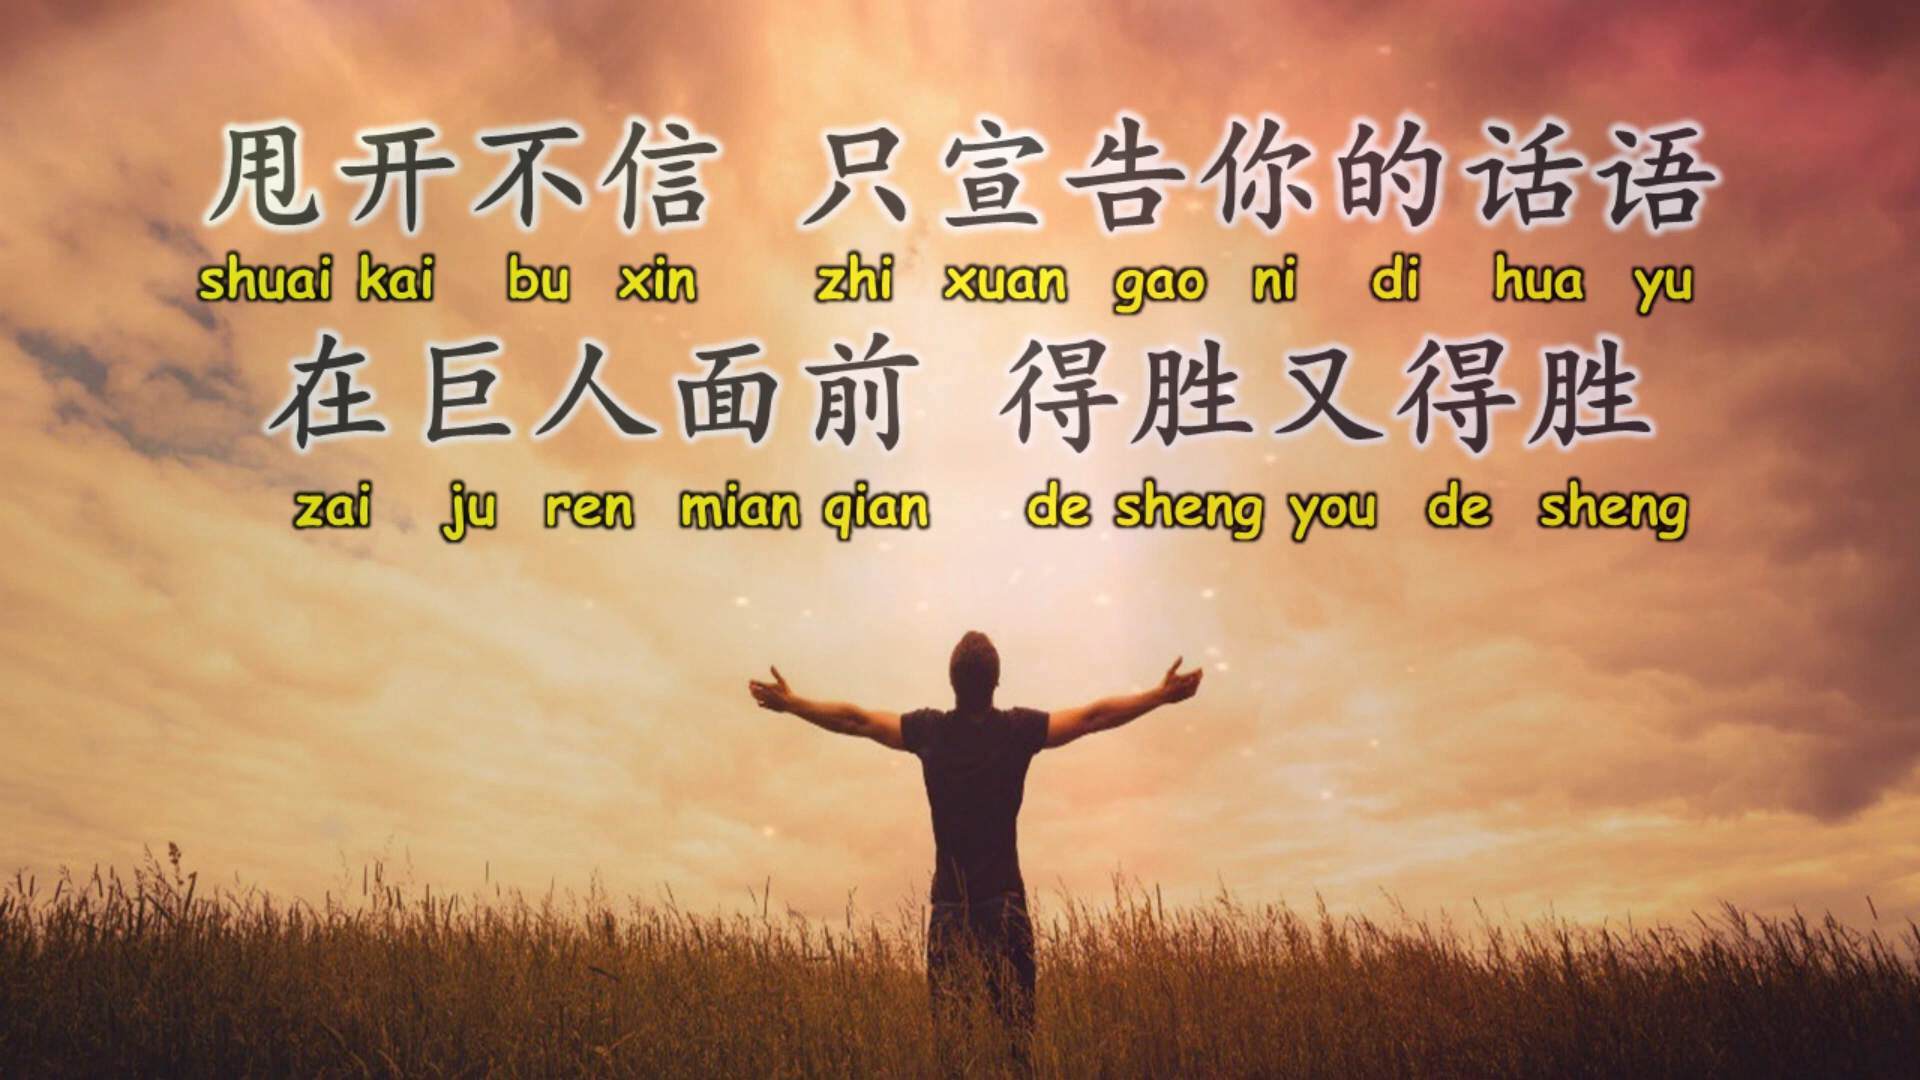 甩开不信 只宣告你的话语
shuai kai bu xin zhi xuan gao ni di hua yu
在巨人面前 得胜又得胜
zai ju ren mian qian de sheng you de sheng